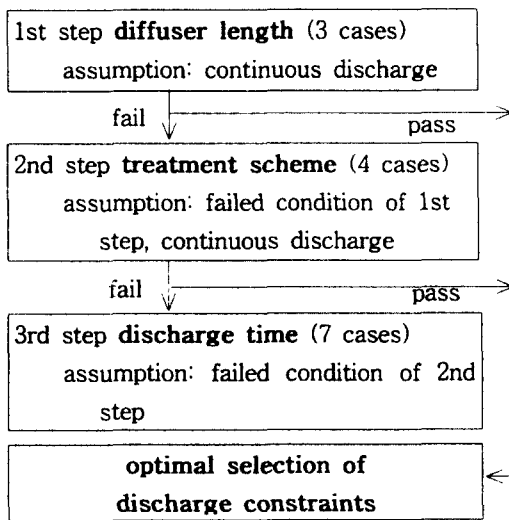 1st step diffuser length (3 cases)
assumption: continuous discharge
fail
pass
2nd step treatment scheme (4 cases)
assumption: failed condition of 1st
step, continuous discharge
fail
pass
3rd step discharge time (7 cases)
assumption: failed condition of 2nd
step
optimal selection of
discharge constraints